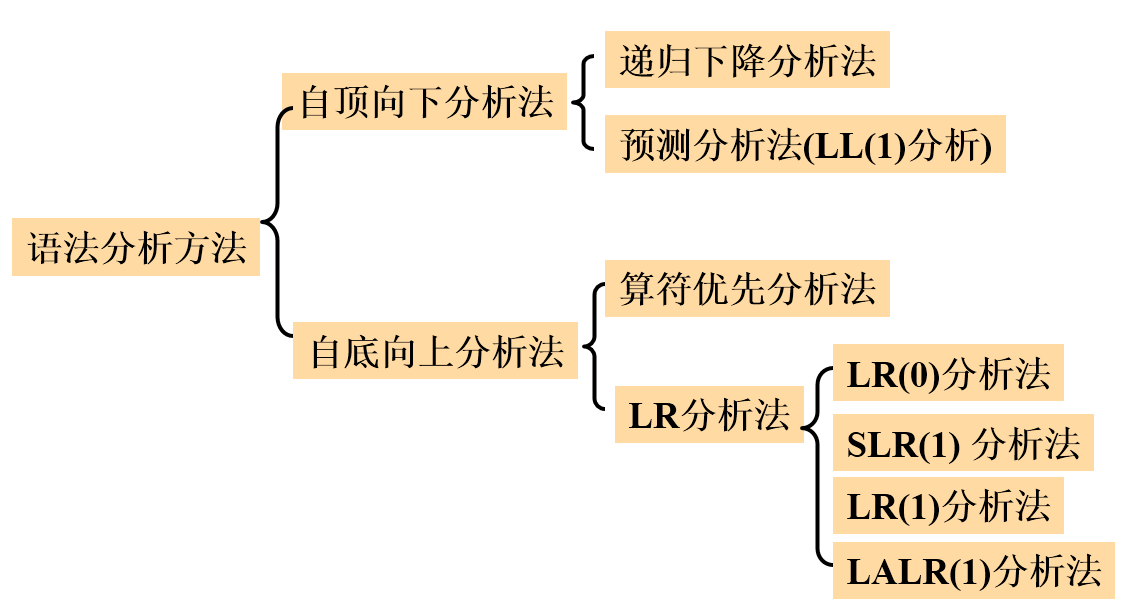 语法分析方法
自顶向下分析法
递归下降分析法
预测分析法(LL(1)分析)
自底向上分析法
算符优先分析法
LR分析法
LR(0)分析法
SLR(1) 分析法
LR(1)分析法
LALR(1)分析法